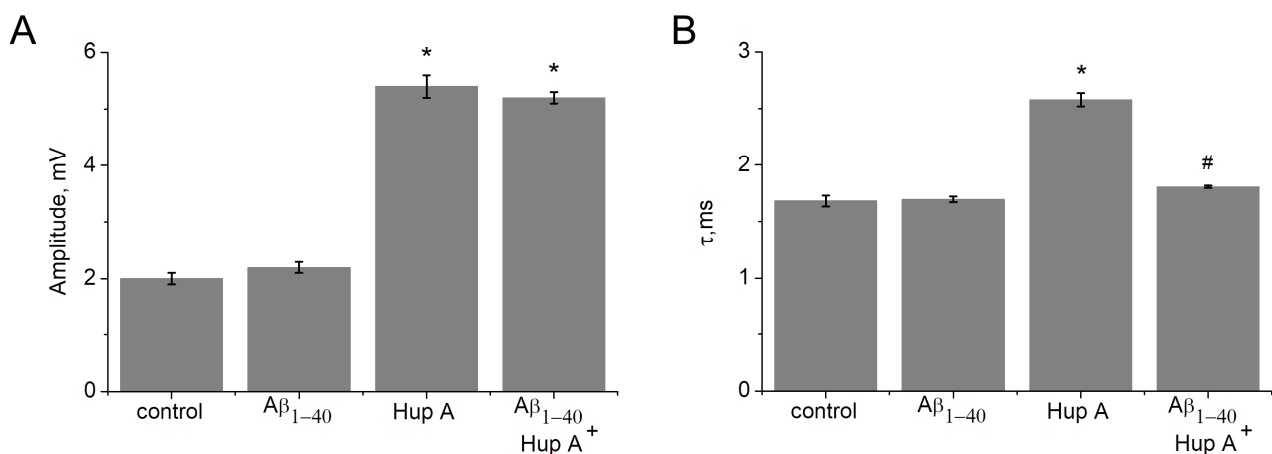 A
Amplitude, mV
6
4
2
0
*
*
control
Aβ1–40
Hup A
Aβ1–40 +
Hup A
B
τ,ms
3
2
1
0
*
#
control
Aβ1–40
Hup A
Aβ1–40 +
Hup A